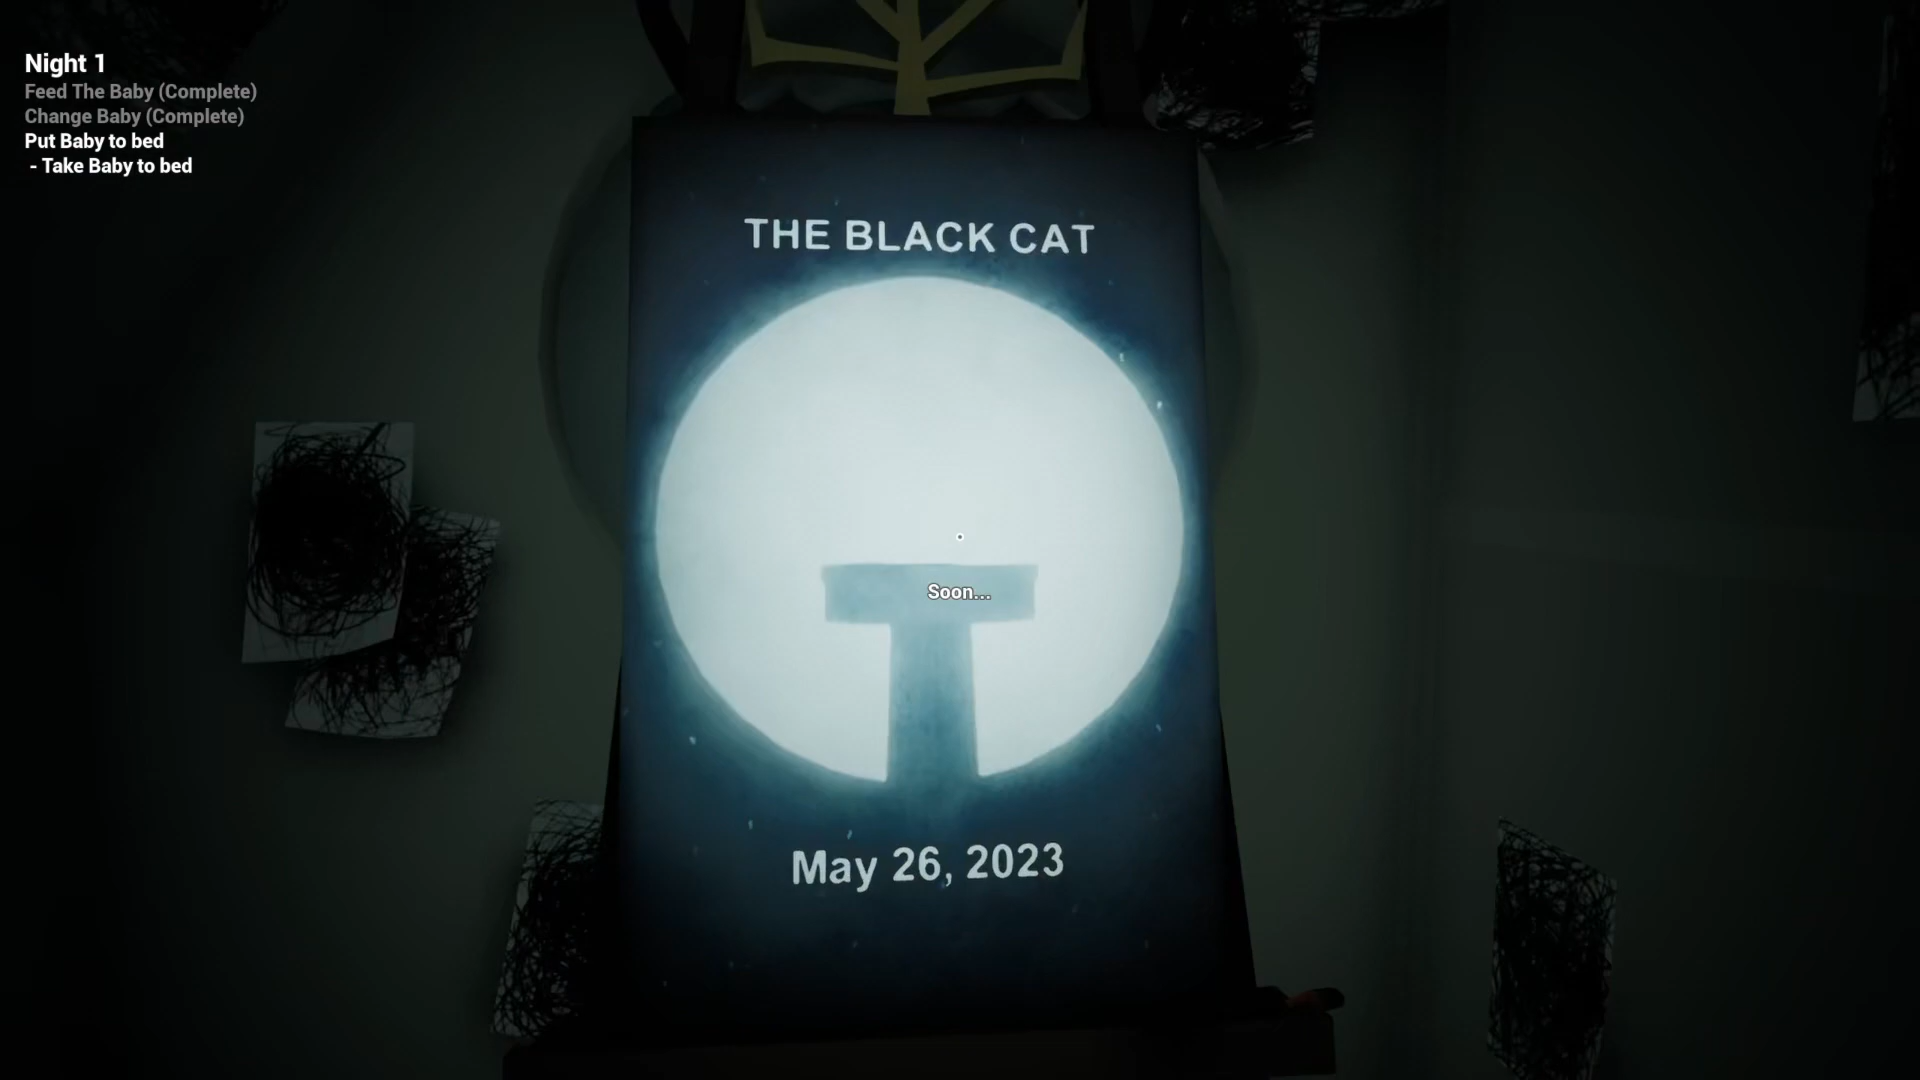 Night 1
Feed The Baby (Complete)
Change Baby (Complete)
Put Baby to bed
- Take Baby to bed
THE BLACK CAT
Soon...
May 26, 2023